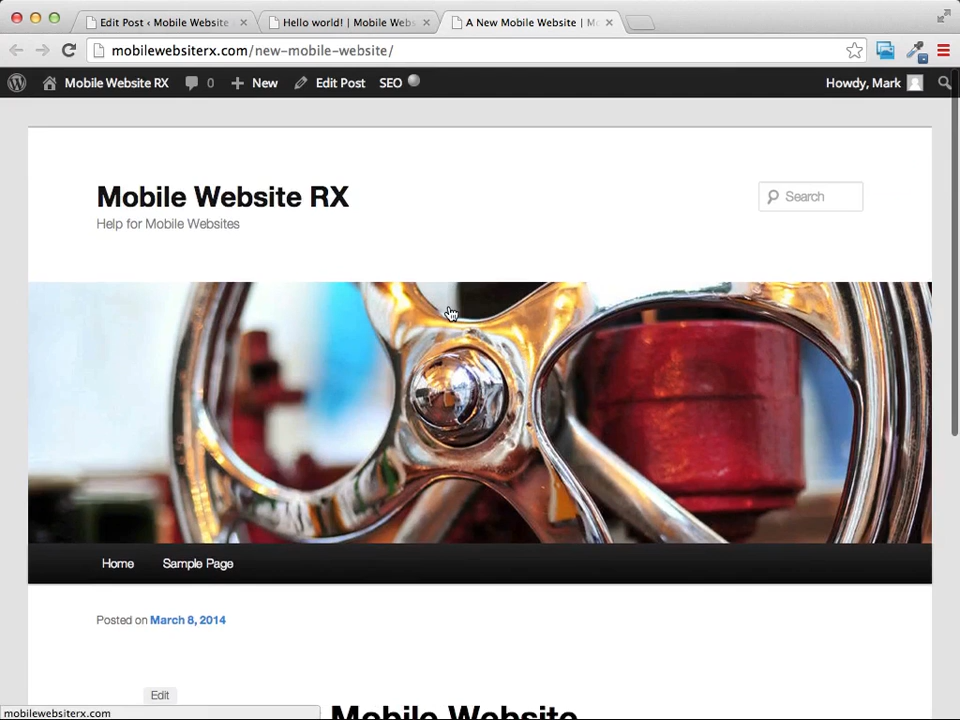 Edit Post ‹ Mobile Website
Hello world! | Mobile Webs
A New Mobile Website | M
mobilewebsiterx.com/new-mobile-website/
Mobile Website RX 0 New Edit Post SEO Howdy, Mark
Mobile Website RX
Help for Mobile Websites
Search
Home Sample Page
Posted on March 8, 2014
Edit
Mobile Website
mobilewebsiterx.com